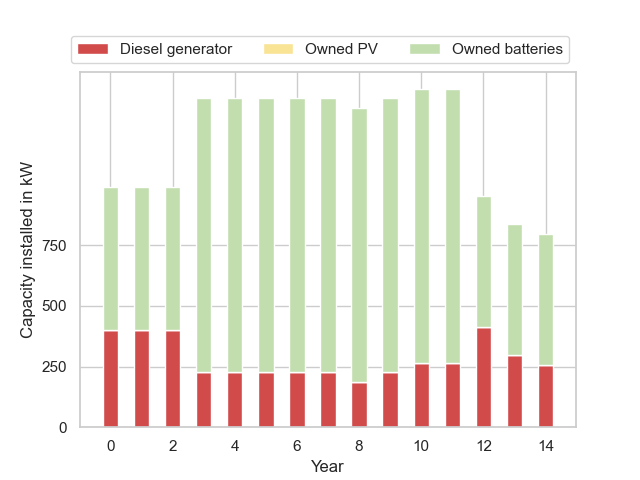 Diesel generator Owned PV Owned batteries
Capacity installed in kW
750
500
250
0
0 2 4 6 8 10 12 14
Year